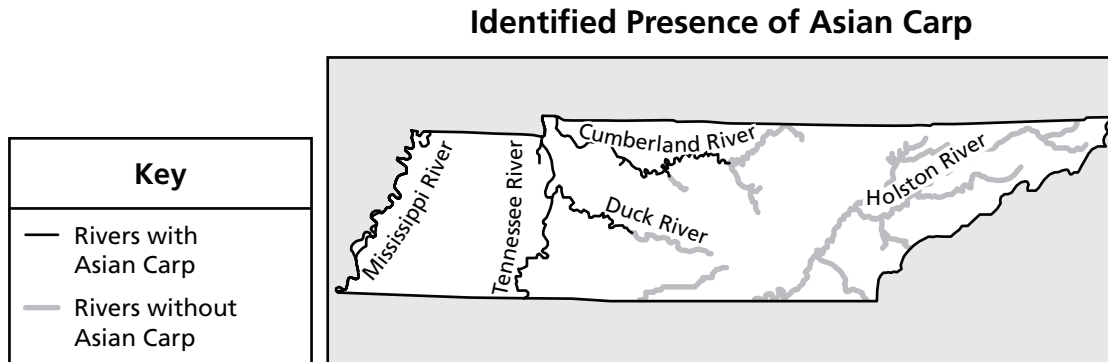 Identified Presence of Asian Carp
Key
Rivers with
Asian Carp
Rivers without
Asian Carp
Mississippi River
Tennessee River
Cumberland River
Duck River
Holston River